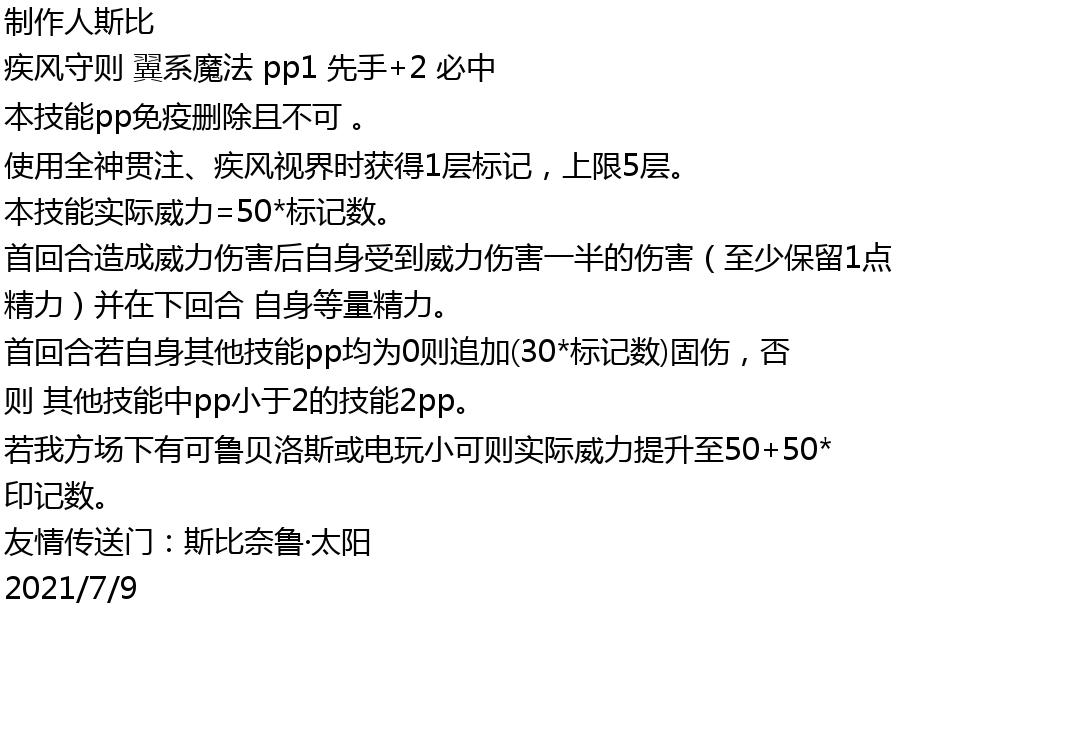 制作人斯比
疾风守则 翼系魔法 pp1 先手+2 必中
本技能pp免疫删除且不可 。
使用全神贯注、疾风视界时获得1层标记，上限5层。
本技能实际威力=50*标记数。
首回合造成威力伤害后自身受到威力伤害一半的伤害（至少保留1点
精力）并在下回合 自身等量精力。
首回合若自身其他技能pp均为0则追加(30*标记数)固伤，否
则 其他技能中pp小于2的技能2pp。
若我方场下有可鲁贝洛斯或电玩小可则实际威力提升至50+50*
印记数。
友情传送门：斯比奈鲁·太阳
2021/7/9